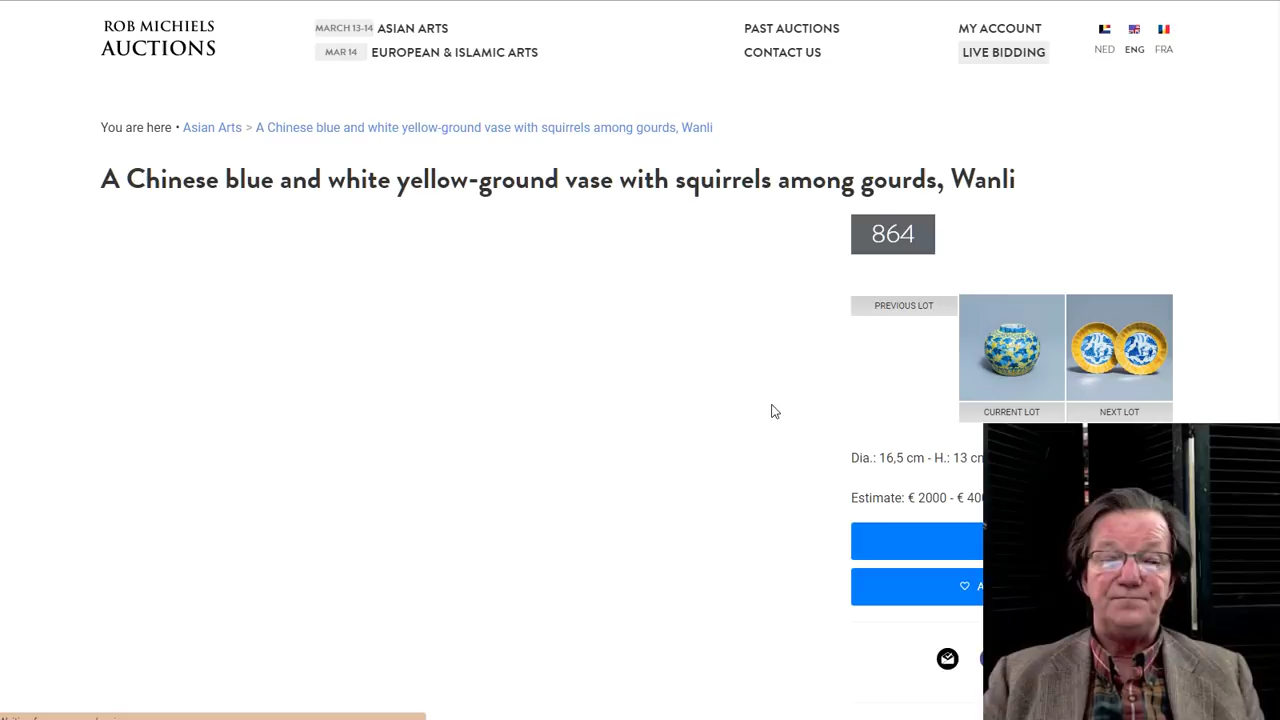 ROB MICHIELS
AUCTIONS
MARCH 13-14 ASIAN ARTS
MAR 14 EUROPEAN & ISLAMIC ARTS
PAST AUCTIONS
CONTACT US
MY ACCOUNT
LIVE BIDDING
NED ENG FRA
You are here • Asian Arts > A Chinese blue and white yellow-ground vase with squirrels among gourds, Wanli
A Chinese blue and white yellow-ground vase with squirrels among gourds, Wanli
864
PREVIOUS LOT
CURRENT LOT
NEXT LOT
Dia.: 16,5 cm - H.: 13
Estimate: € 2000 - €